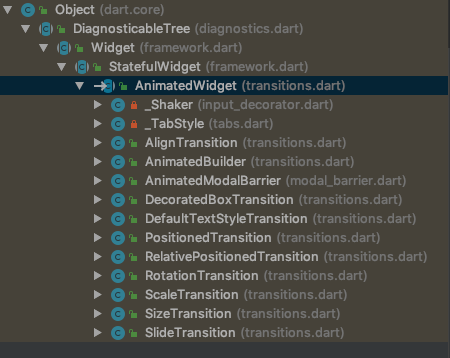 Object (dart.core)
DiagnosticableTree (diagnostics.dart)
Widget (framework.dart)
StatefulWidget (framework.dart)
AnimatedWidget (transitions.dart)
_Shaker (input_decorator.dart)
_TabStyle (tabs.dart)
AlignTransition (transitions.dart)
AnimatedBuilder (transitions.dart)
AnimatedModalBarrier (modal_barrier.dart)
DecoratedBoxTransition (transitions.dart)
DefaultTextStyleTransition (transitions.dart)
PositionedTransition (transitions.dart)
RelativePositionedTransition (transitions.dart)
RotationTransition (transitions.dart)
ScaleTransition (transitions.dart)
SizeTransition (transitions.dart)
SlideTransition (transitions.dart)